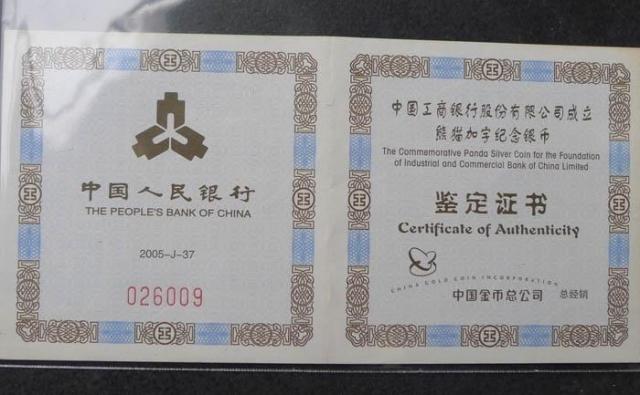 中国人民银行
THE PEOPLE'S BANK OF CHINA
2005-J-37
026009
中国工商银行股份有限公司成立
熊猫加字纪念银币
The Commemorative Panda Silver Coin for the Foundation
of Industrial and Commercial Bank of China Limited
鉴定证书
Certificate of Authenticity
CHINA GOLD COIN INCORPORATION
中国金币总公司 总经销